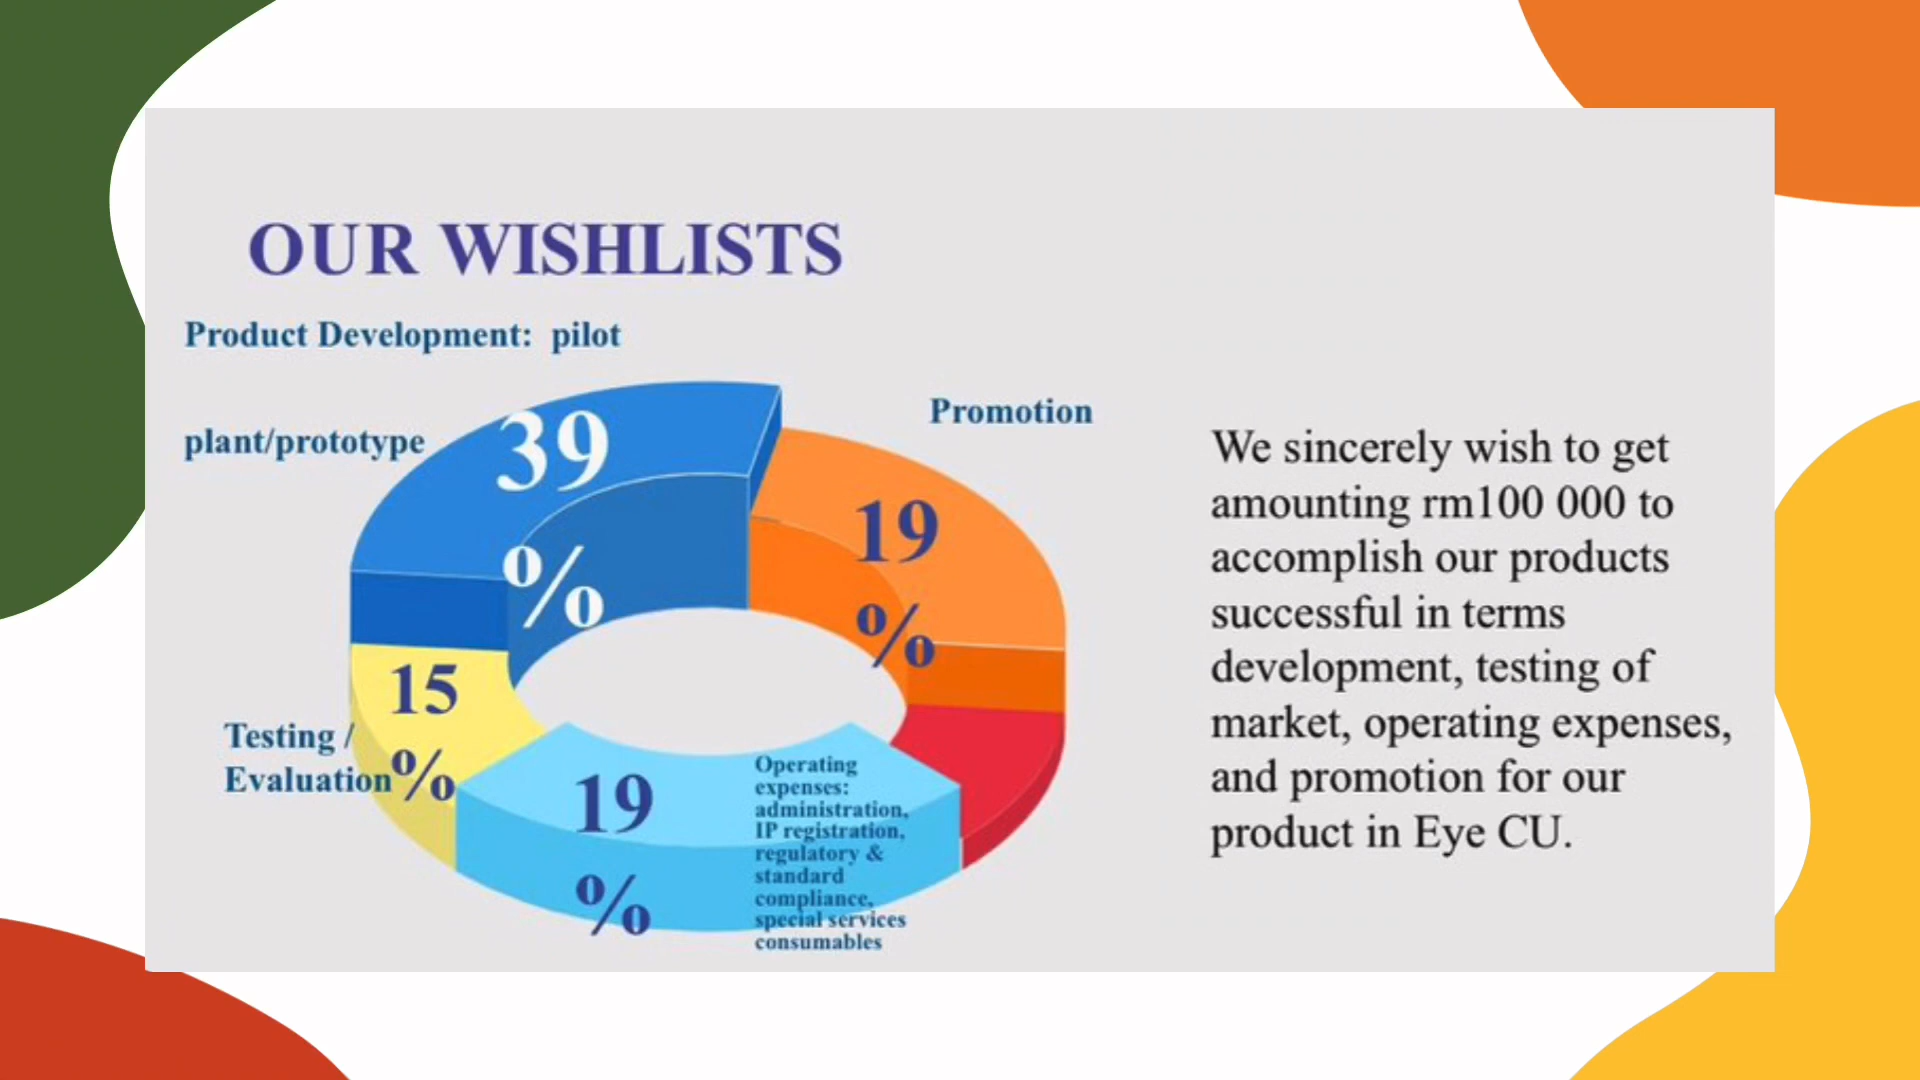 OUR WISHLISTS
Product Development: pilot
plant/prototype
39
%
Promotion
19
%
15
%
Testing /
Evaluation
19
%
Operating
expenses:
administration,
IP registration,
regulatory &
standard
compliance,
special services
consumables
We sincerely wish to get
amounting rm100 000 to
accomplish our products
successful in terms
development, testing of
market, operating expenses,
and promotion for our
product in Eye CU.